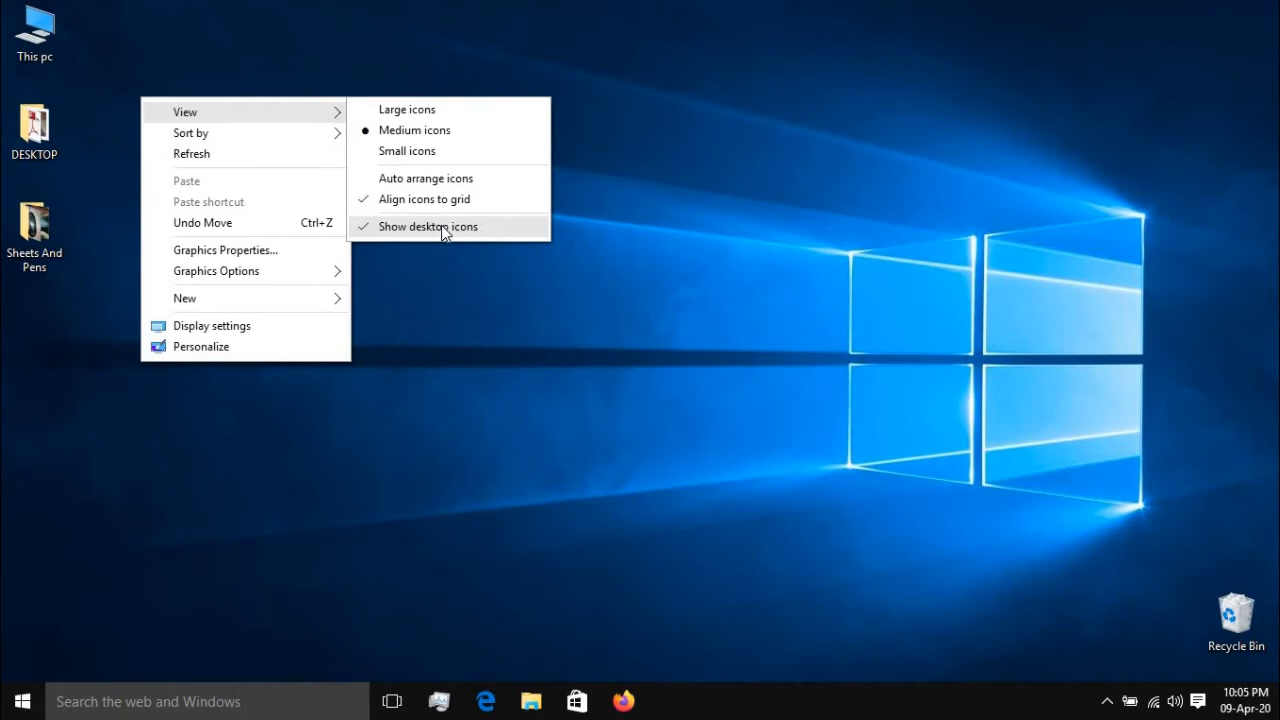 This pc
DESKTOP
Sheets And
Pens
View
Sort by
Refresh
Paste
Paste shortcut
Undo Move Ctrl+Z
Graphics Properties...
Graphics Options
New
Display settings
Personalize
Large icons
Medium icons
Small icons
Auto arrange icons
Align icons to grid
Show desktop icons
Recycle Bin
Search the web and Windows
10:05 PM
09-Apr-20